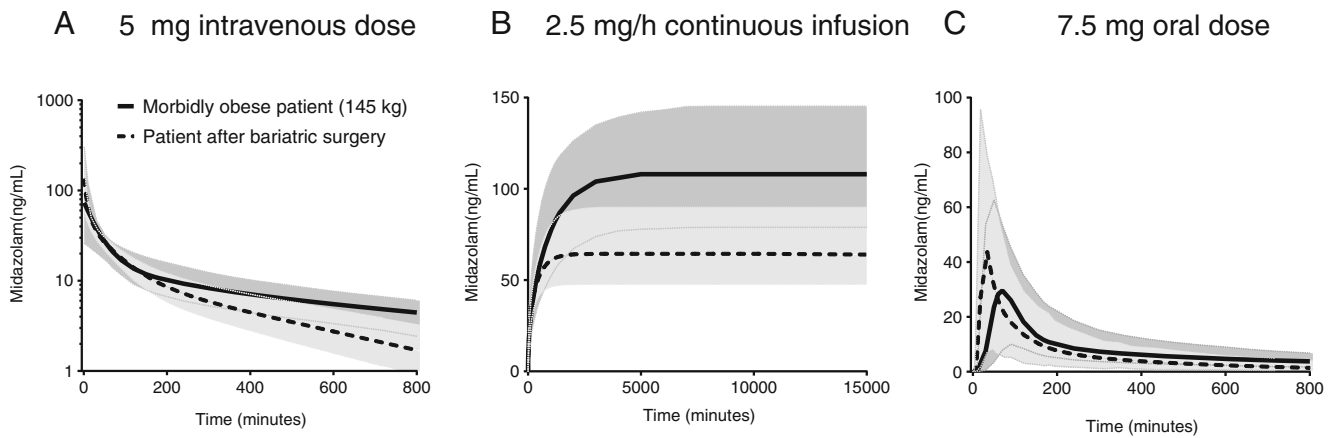 A 5 mg intravenous dose
1000
100
10
1
Midazolam(ng/mL)
0 200 400 600 800
Time (minutes)
Morbidly obese patient (145 kg)
Patient after bariatric surgery
B 2.5 mg/h continuous infusion
150
100
50
0
Midazolam(ng/mL)
0 5000 10000 15000
Time (minutes)
C 7.5 mg oral dose
100
80
60
40
20
0
Midazolam(ng/mL)
0 200 400 600 800
Time (minutes)